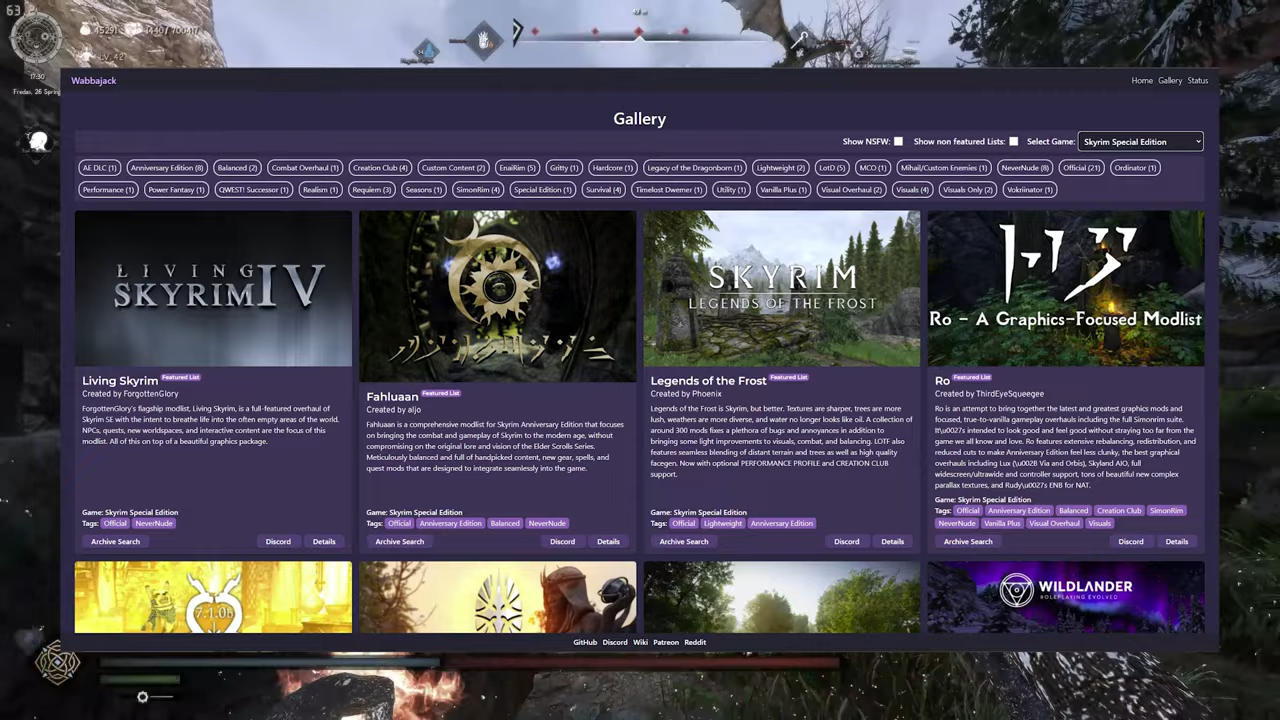 63
45291
Lv. 42
17:30
Fredas, 26 Spring
Wabbajack
Home Gallery Status
Gallery
Show NSFW: Show non featured Lists: Select Game: Skyrim Special Edition
AE DLC (1) Anniversary Edition (8) Balanced (2) Combat Overhaul (1) Creation Club (4) Custom Content (2) EnaiRim (5) Gritty (1) Hardcore (1) Legacy of the Dragonborn (1) Lightweight (2) LotD (5) MCO (1) Mihail/Custom Enemies (1) NeverNude (8) Official (21) Ordinator (1)
Performance (1) Power Fantasy (1) QWEST! Successor (1) Realism (1) Requiem (3) Seasons (1) SimonRim (4) Special Edition (1) Survival (4) Timelost Dwemer (1) Utility (1) Vanilla Plus (1) Visual Overhaul (2) Visuals (4) Visuals Only (2) Vokriinator (1)
LIVING
SKYRIM IV
Living Skyrim Featured List
Created by ForgottenGlory
ForgottenGlory's flagship modlist, Living Skyrim, is a full-featured overhaul of
Skyrim SE with the intent to breathe life into the often empty areas of the world.
NPCs, quests, new worldspaces, and interactive content are the focus of this
modlist. All of this on top of a beautiful graphics package.
Game: Skyrim Special Edition
Tags: Official NeverNude
Archive Search Discord Details
Fahluaan Featured List
Created by aljo
Fahluaan is a comprehensive modlist for Skyrim Anniversary Edition that focuses
on bringing the combat and gameplay of Skyrim to the modern age, without
compromising on the original lore and vision of the Elder Scrolls Series.
Meticulously balanced and full of handpicked content, new gear, spells, and
quest mods that are designed to integrate seamlessly into the game.
Game: Skyrim Special Edition
Tags: Official Anniversary Edition Balanced NeverNude
Archive Search Discord Details
SKYRIM
LEGENDS OF THE FROST
Legends of the Frost Featured List
Created by Phoenix
Legends of the Frost is Skyrim, but better. Textures are sharper, trees are more
lush, weathers are more diverse, and water no longer looks like oil. A collection of
around 300 mods fixes a plethora of bugs and annoyances in addition to
bringing some light improvements to visuals, combat, and balancing. LOTF also
features seamless blending of distant terrain and trees as well as high quality
facegen. Now with optional PERFORMANCE PROFILE and CREATION CLUB
support.
Game: Skyrim Special Edition
Tags: Official Lightweight Anniversary Edition
Archive Search Discord Details
Ro – A Graphics-Focused Modlist
Ro Featured List
Created by ThirdEyeSqueegee
Ro is an attempt to bring together the latest and greatest graphics mods and
focused, true-to-vanilla gameplay overhauls including the full Simonrim suite.
It\u0027s intended to look good and feel good without straying too far from the
game we all know and love. Ro features extensive rebalancing, redistribution, and
reduced cuts to make Anniversary Edition feel less clunky, the best graphical
overhauls including Lux (\u002B Via and Orbis), Skyland AIO, full
widescreen/ultrawide and controller support, tons of beautiful new complex
parallax textures, and Rudy\u0027s ENB for NAT.
Game: Skyrim Special Edition
Tags: Official Anniversary Edition Balanced Creation Club SimonRim
NeverNude Vanilla Plus Visual Overhaul Visuals
Archive Search Discord Details
7.1.0b
WILDLANDER
ROLEPLAYING EVOLVED
GitHub Discord Wiki Patreon Reddit